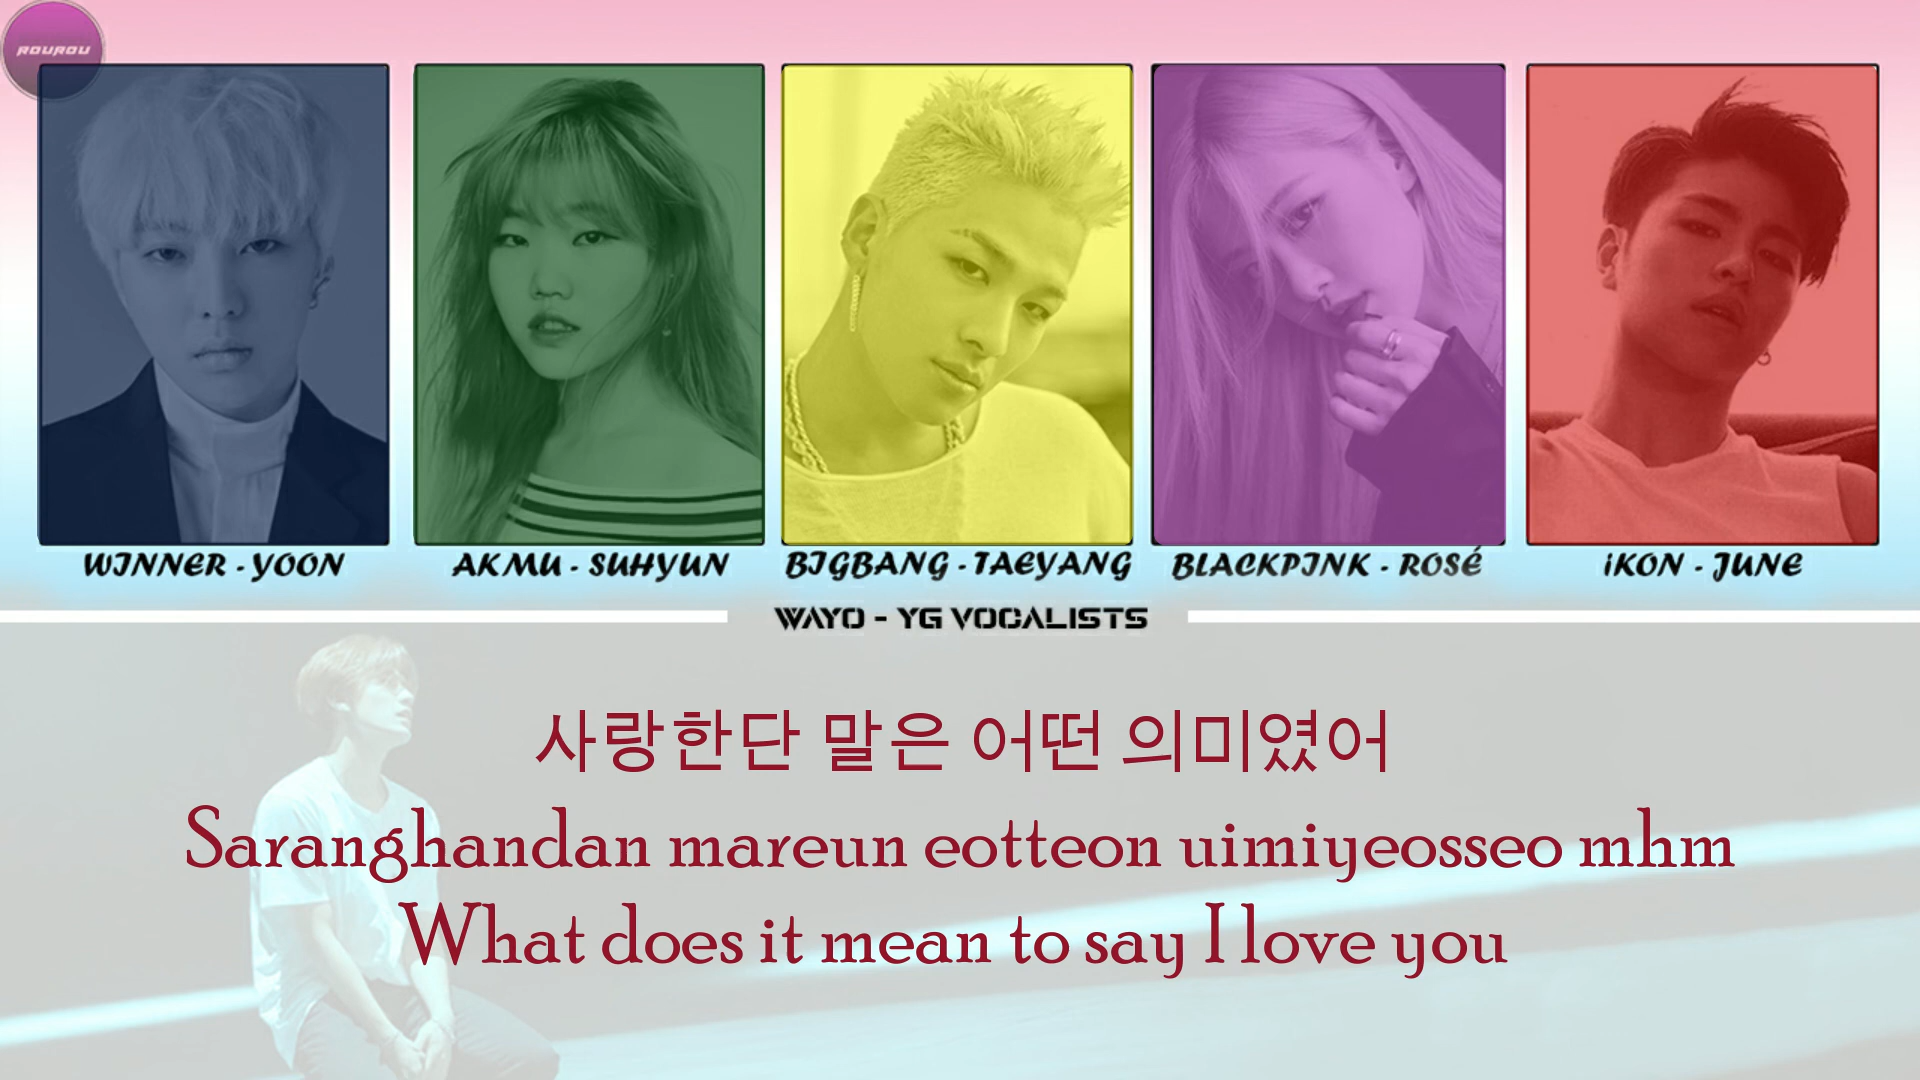 ROUROU
WINNER - YOON
AKMU - SUHYUN
BIGBANG - TAEYANG
BLACKPINK - ROSÉ
iKON - JUNE
WAYO - YG VOCALISTS
사랑한단 말은 어떤 의미였어
Saranghandan mareun eotteon uimiyeosseo mhm
What does it mean to say I love you